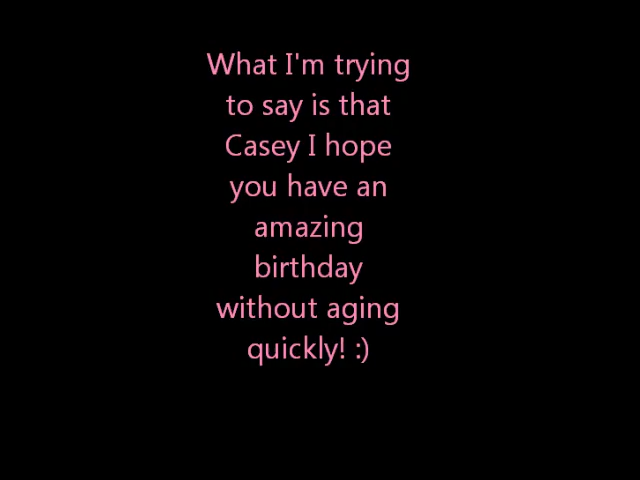 What I'm trying
to say is that
Casey I hope
you have an
amazing
birthday
without aging
quickly! :)